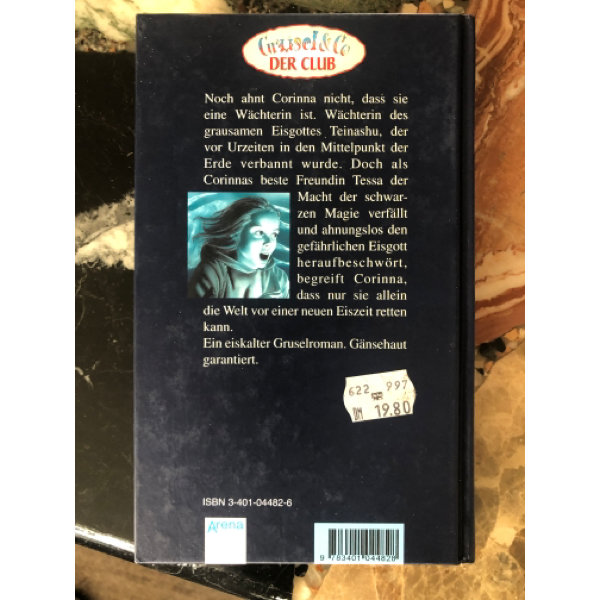 Grusel & Co
DER CLUB
Noch ahnt Corinna nicht, dass sie
eine Wächterin ist. Wächterin des
grausamen Eisgottes Teinashu, der
vor Urzeiten in den Mittelpunkt der
Erde verbannt wurde. Doch als
Corinnas beste Freundin Tessa der
Macht der schwar-
zen Magie verfällt
und ahnungslos den
gefährlichen Eisgott
heraufbeschwört,
begreift Corinna,
dass nur sie allein
die Welt vor einer neuen Eiszeit retten
kann.
Ein eiskalter Gruselroman. Gänsehaut
garantiert.
622 997
DM 19.80
ISBN 3-401-04482-6
Arena
9 783401 044828